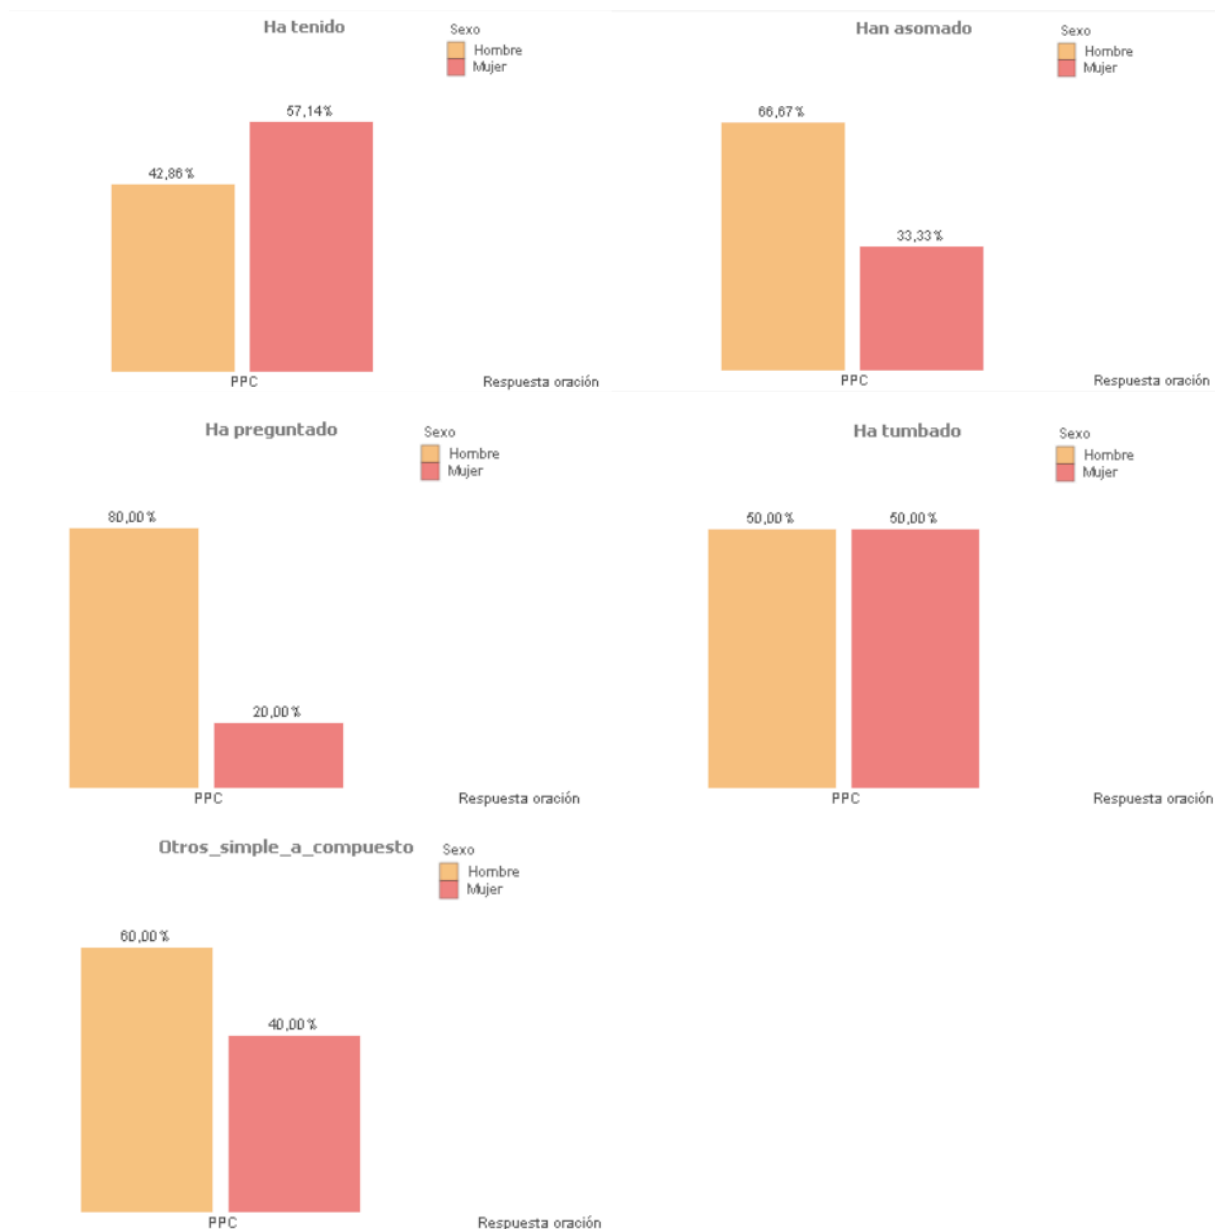 Ha tenido
Sexo
Hombre
Mujer
57,14%
42,86%
PPC
Respuesta oración
Han asomado
Sexo
Hombre
Mujer
66,67%
33,33%
PPC
Respuesta oración
Ha preguntado
Sexo
Hombre
Mujer
80,00%
20,00%
PPC
Respuesta oración
Ha tumbado
Sexo
Hombre
Mujer
50,00%
50,00%
PPC
Respuesta oración
Otros_simple_a_compuesto
Sexo
Hombre
Mujer
60,00%
40,00%
PPC
Respuesta oración